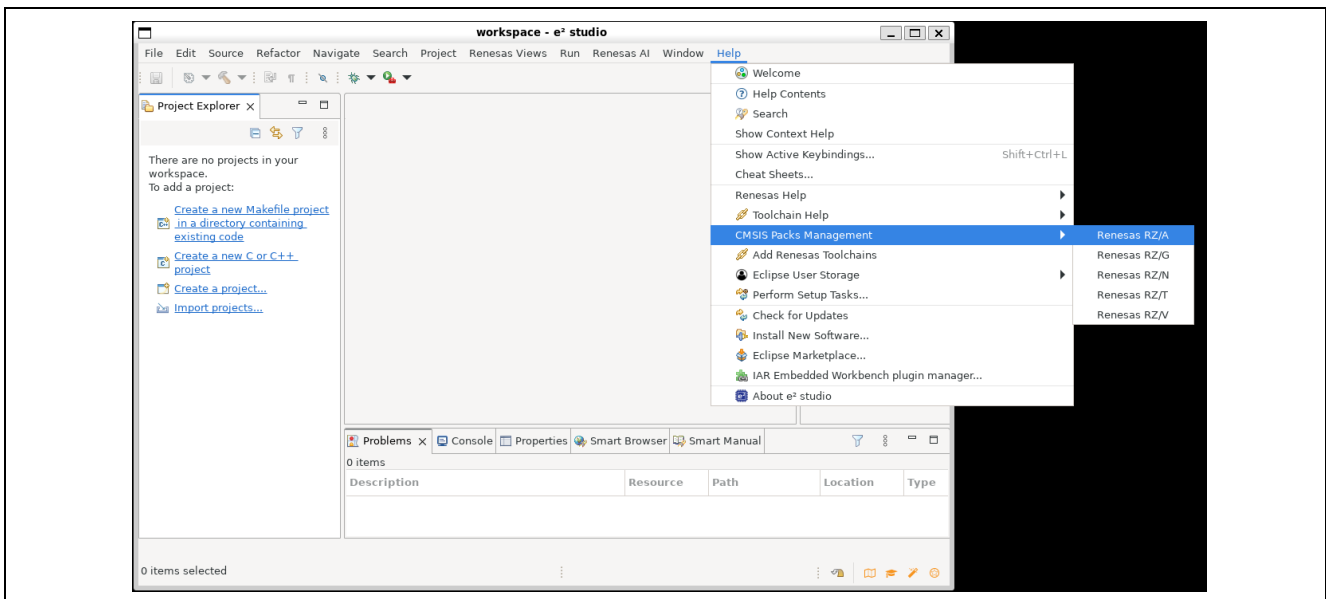 workspace - e² studio
File Edit Source Refactor Navigate Search Project Renesas Views Run Renesas AI Window Help
Project Explorer
There are no projects in your
workspace.
To add a project:
Create a new Makefile project
in a directory containing
existing code
Create a new C or C++
project
Create a project...
Import projects...
Welcome
Help Contents
Search
Show Context Help
Show Active Keybindings... Shift+Ctrl+L
Cheat Sheets...
Renesas Help
Toolchain Help
CMSIS Packs Management
Add Renesas Toolchains
Eclipse User Storage
Perform Setup Tasks...
Check for Updates
Install New Software...
Eclipse Marketplace...
IAR Embedded Workbench plugin manager...
About e² studio
Renesas RZ/A
Renesas RZ/G
Renesas RZ/N
Renesas RZ/T
Renesas RZ/V
Problems Console Properties Smart Browser Smart Manual
0 items
Description Resource Path Location Type
0 items selected